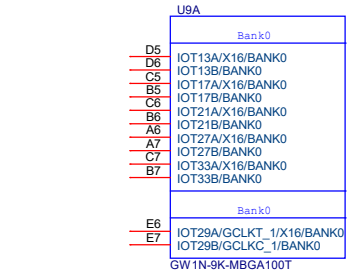 U9A
Bank0
D5 IOT13A/X16/BANK0
D6 IOT13B/BANK0
C5 IOT17A/X16/BANK0
B5 IOT17B/BANK0
C6 IOT21A/X16/BANK0
B6 IOT21B/BANK0
A6 IOT27A/X16/BANK0
A7 IOT27B/BANK0
C7 IOT33A/X16/BANK0
B7 IOT33B/BANK0
Bank0
E6 IOT29A/GCLKT_1/X16/BANK0
E7 IOT29B/GCLKC_1/BANK0
GW1N-9K-MBGA100T